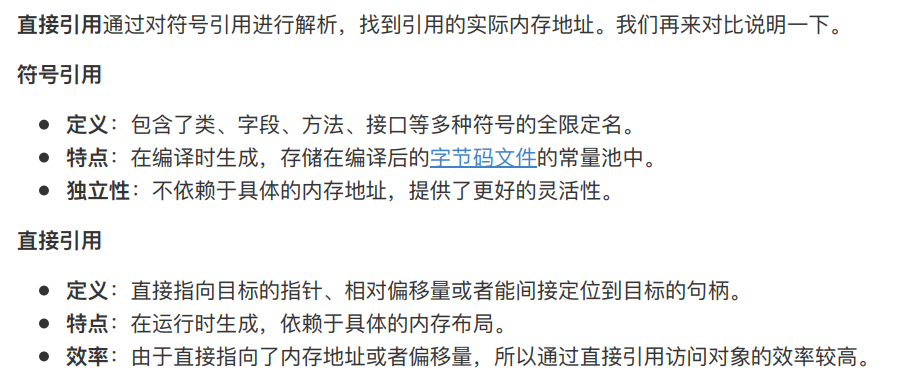 直接引用通过对符号引用进行解析，找到引用的实际内存地址。我们再来对比说明一下。
符号引用
● 定义：包含了类、字段、方法、接口等多种符号的全限定名。
● 特点：在编译时生成，存储在编译后的字节码文件的常量池中。
● 独立性：不依赖于具体的内存地址，提供了更好的灵活性。
直接引用
● 定义：直接指向目标的指针、相对偏移量或者能间接定位到目标的句柄。
● 特点：在运行时生成，依赖于具体的内存布局。
● 效率：由于直接指向了内存地址或者偏移量，所以通过直接引用访问对象的效率较高。